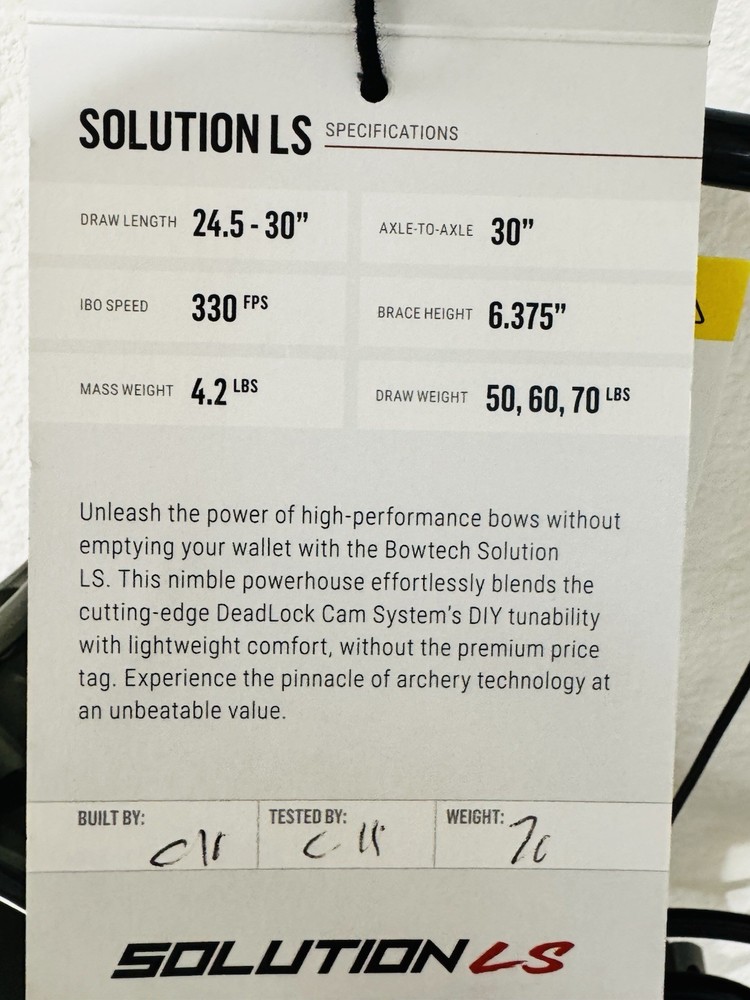 SOLUTION LS SPECIFICATIONS
DRAW LENGTH 24.5 - 30” AXLE-TO-AXLE 30”
IBO SPEED 330 FPS BRACE HEIGHT 6.375”
MASS WEIGHT 4.2 LBS DRAW WEIGHT 50, 60, 70 LBS
Unleash the power of high-performance bows without
emptying your wallet with the Bowtech Solution
LS. This nimble powerhouse effortlessly blends the
cutting-edge DeadLock Cam System’s DIY tunability
with lightweight comfort, without the premium price
tag. Experience the pinnacle of archery technology at
an unbeatable value.
BUILT BY: TESTED BY: WEIGHT: 70
SOLUTION LS